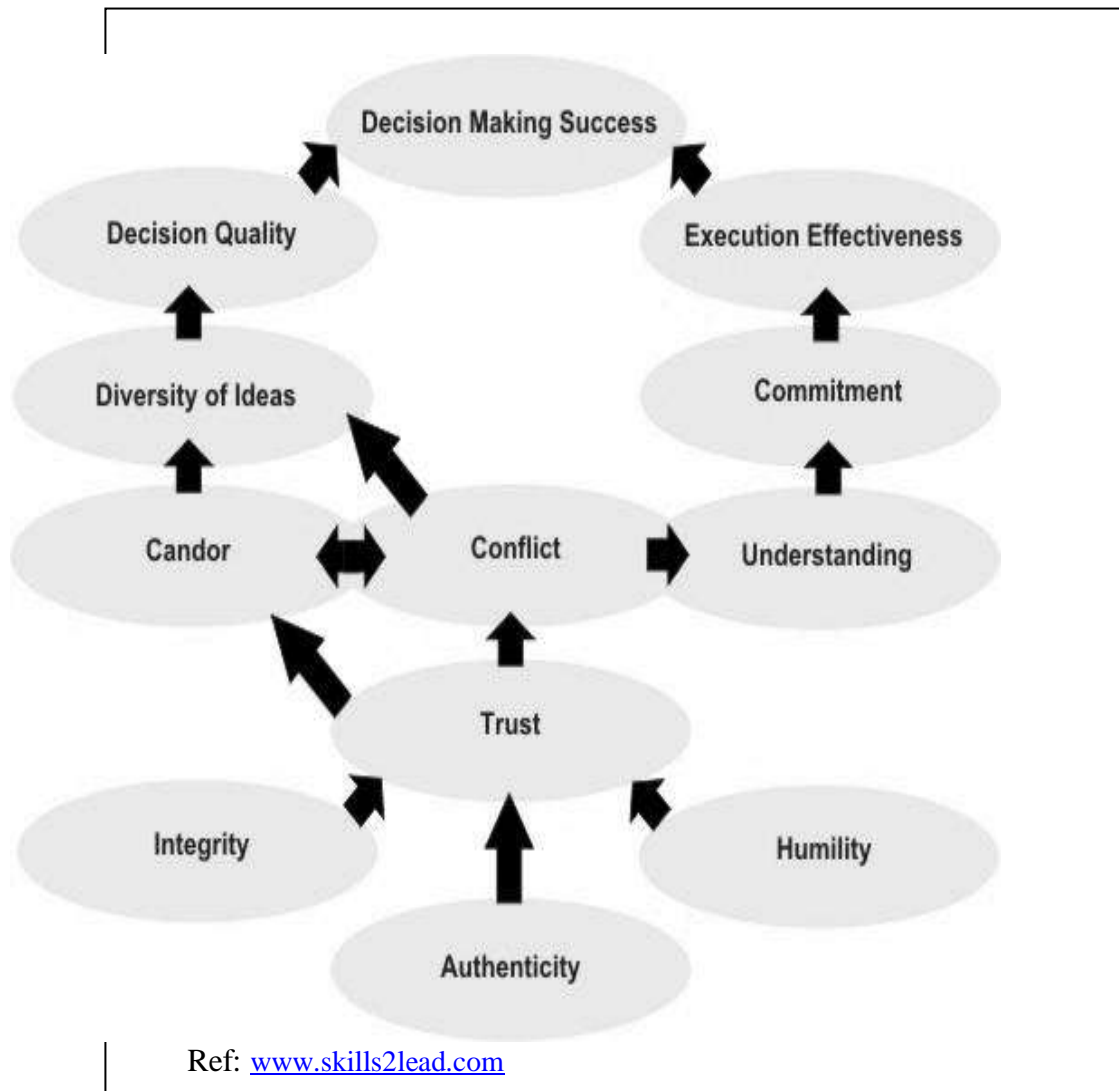 Decision Making Success
Decision Quality
Execution Effectiveness
Diversity of Ideas
Commitment
Candor
Conflict
Understanding
Trust
Integrity
Humility
Authenticity
Ref: www.skills2lead.com